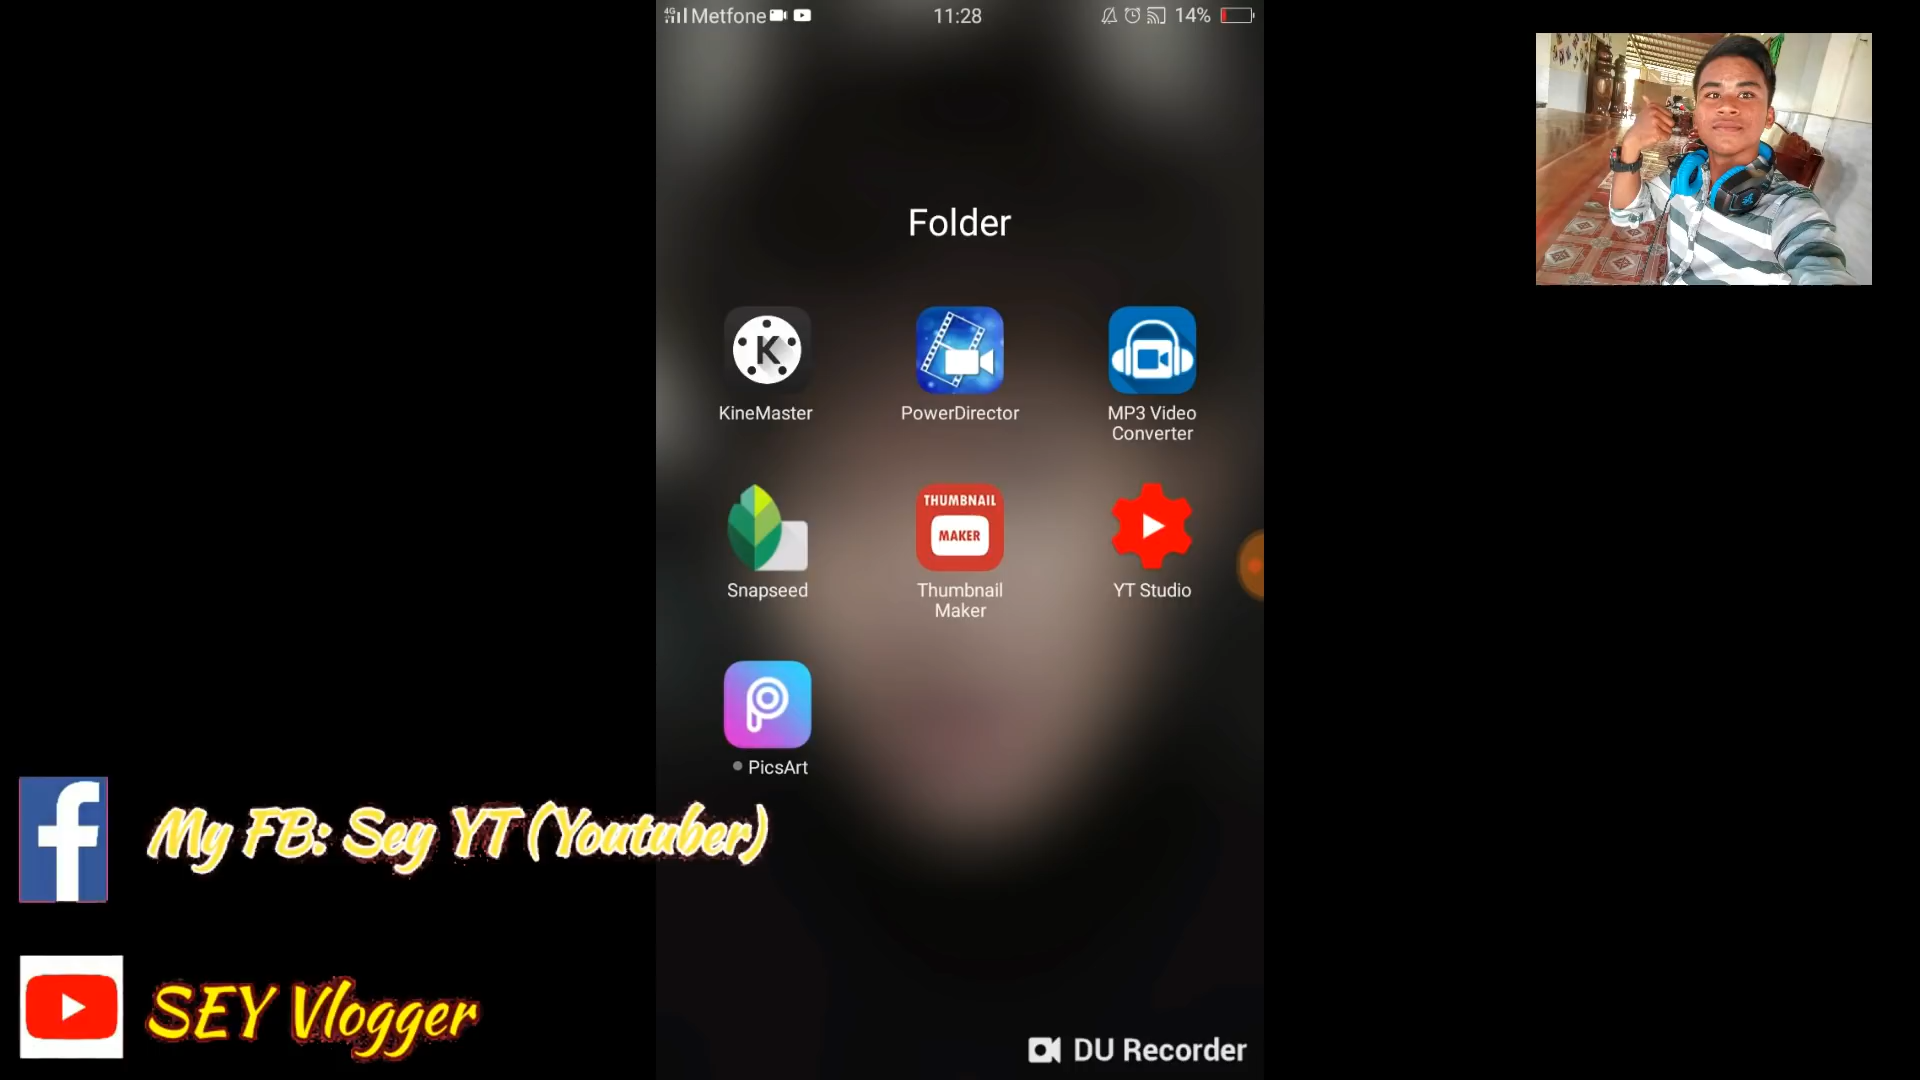 4G Metfone 11:28 14%
Folder
K
KineMaster
PowerDirector
MP3 Video
Converter
THUMBNAIL
MAKER
Snapseed
Thumbnail
Maker
YT Studio
PicsArt
My FB: Sey YT (Youtuber)
SEY Vlogger
DU Recorder